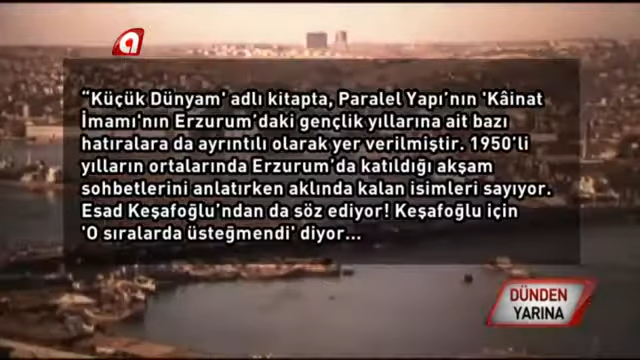 a
“Küçük Dünyam' adlı kitapta, Paralel Yapı’nın 'Kâinat
İmamı'nın Erzurum’daki gençlik yıllarına ait bazı
hatıralara da ayrıntılı olarak yer verilmiştir. 1950’li
yılların ortalarında Erzurum’da katıldığı akşam
sohbetlerini anlatırken aklında kalan isimleri sayıyor.
Esad Keşafoğlu’ndan da söz ediyor! Keşafoğlu için
'O sıralarda üsteğmendi' diyor...
DÜNDEN
YARINA